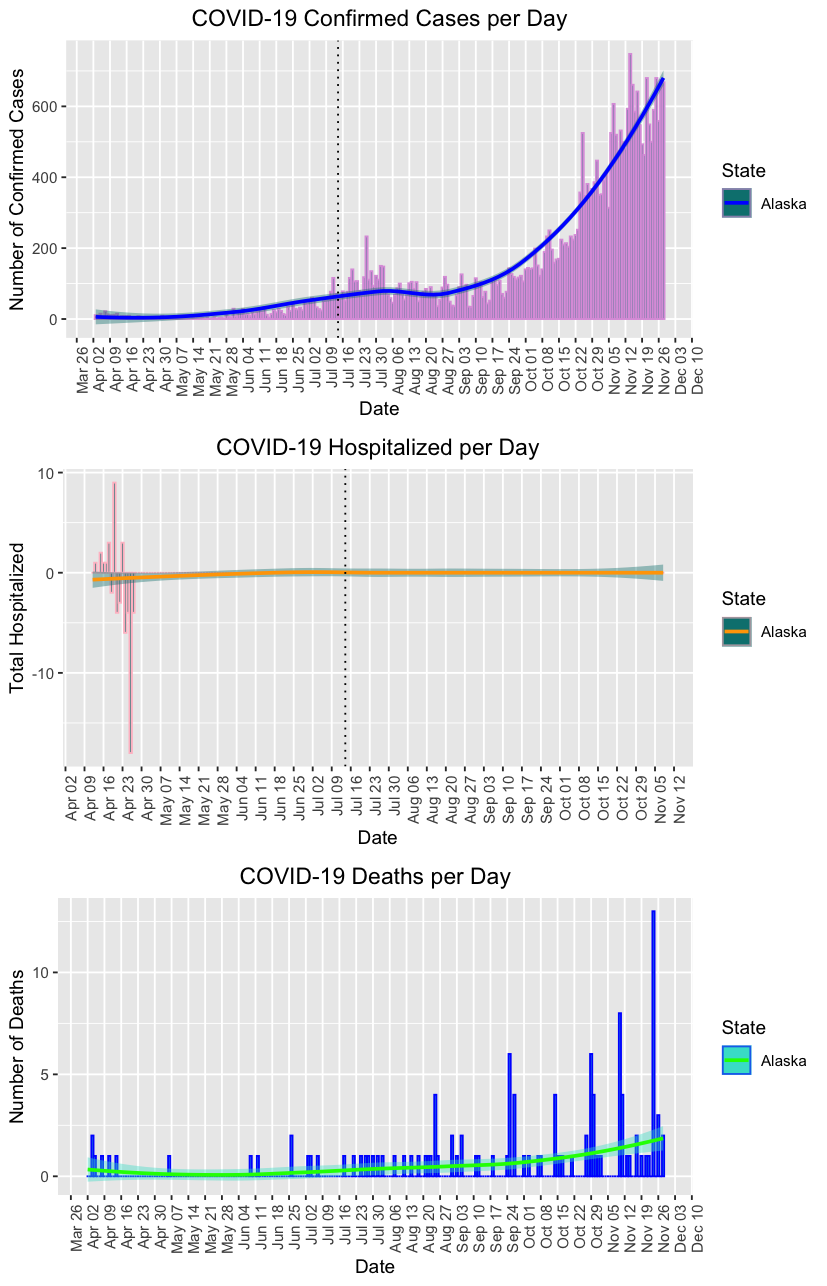 COVID-19 Confirmed Cases per Day
Number of Confirmed Cases
600
400
200
0
Mar 26
Apr 02
Apr 09
Apr 16
Apr 23
Apr 30
May 07
May 14
May 21
May 28
Jun 04
Jun 11
Jun 18
Jun 25
Jul 02
Jul 09
Jul 16
Jul 23
Jul 30
Aug 06
Aug 13
Aug 20
Aug 27
Sep 03
Sep 10
Sep 17
Sep 24
Oct 01
Oct 08
Oct 15
Oct 22
Oct 29
Nov 05
Nov 12
Nov 19
Nov 26
Dec 03
Dec 10
Date
State
Alaska
COVID-19 Hospitalized per Day
Total Hospitalized
10
0
-10
Apr 02
Apr 09
Apr 16
Apr 23
Apr 30
May 07
May 14
May 21
May 28
Jun 04
Jun 11
Jun 18
Jun 25
Jul 02
Jul 09
Jul 16
Jul 23
Jul 30
Aug 06
Aug 13
Aug 20
Aug 27
Sep 03
Sep 10
Sep 17
Sep 24
Oct 01
Oct 08
Oct 15
Oct 22
Oct 29
Nov 05
Nov 12
Date
State
Alaska
COVID-19 Deaths per Day
Number of Deaths
10
5
0
Mar 26
Apr 02
Apr 09
Apr 16
Apr 23
Apr 30
May 07
May 14
May 21
May 28
Jun 04
Jun 11
Jun 18
Jun 25
Jul 02
Jul 09
Jul 16
Jul 23
Jul 30
Aug 06
Aug 13
Aug 20
Aug 27
Sep 03
Sep 10
Sep 17
Sep 24
Oct 01
Oct 08
Oct 15
Oct 22
Oct 29
Nov 05
Nov 12
Nov 19
Nov 26
Dec 03
Dec 10
Date
State
Alaska